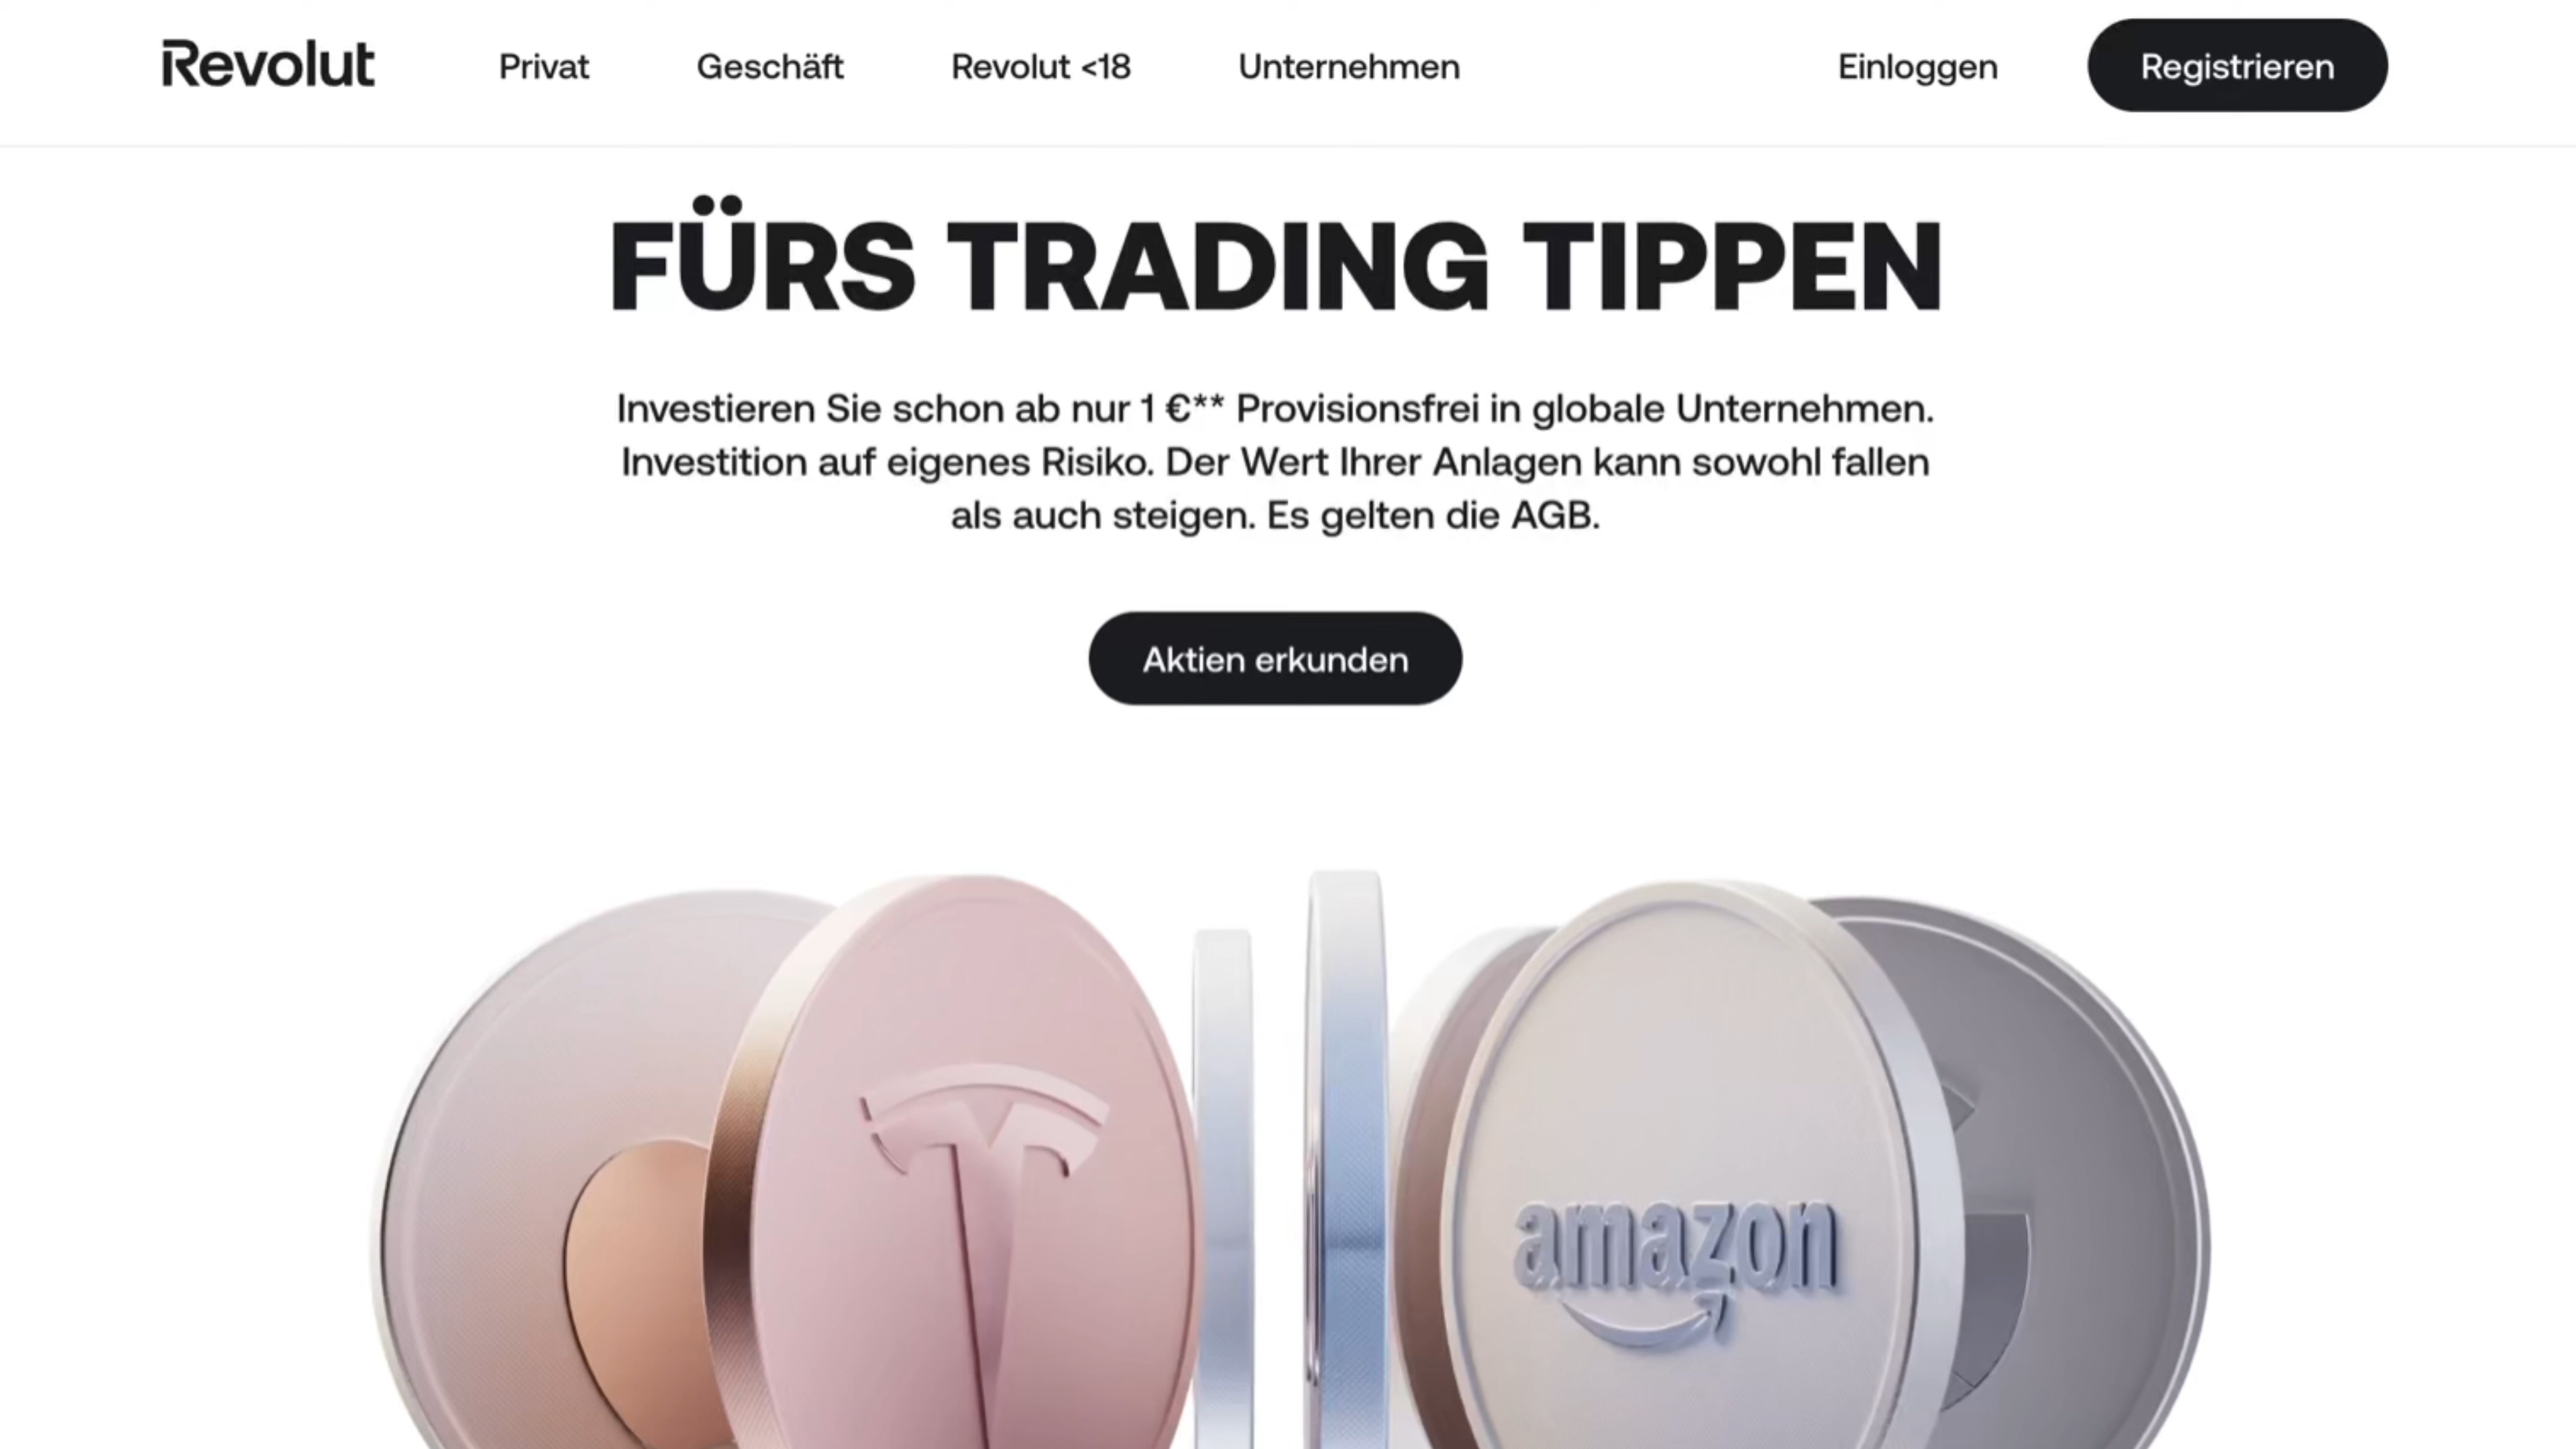 Revolut
Privat
Geschäft
Revolut <18
Unternehmen
Einloggen
Registrieren
FÜRS TRADING TIPPEN
Investieren Sie schon ab nur 1 €** Provisionsfrei in globale Unternehmen.
Investition auf eigenes Risiko. Der Wert Ihrer Anlagen kann sowohl fallen
als auch steigen. Es gelten die AGB.
Aktien erkunden
amazon